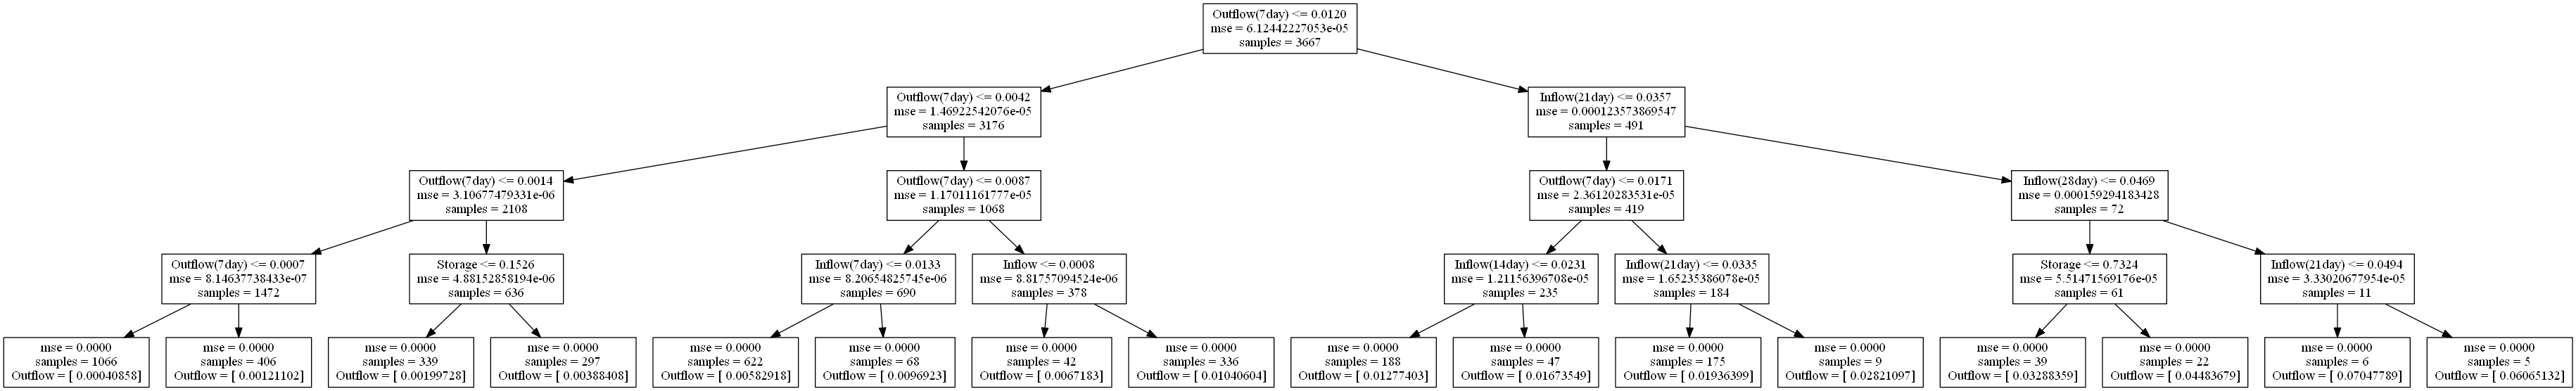 Outflow(7day) <= 0.0120
mse = 6.12442227053e-05
samples = 3667
Outflow(7day) <= 0.0042
mse = 1.46922542076e-05
samples = 3176
Inflow(21day) <= 0.0357
mse = 0.000123573869547
samples = 491
Outflow(7day) <= 0.0014
mse = 3.10677479331e-06
samples = 2108
Outflow(7day) <= 0.0087
mse = 1.17011161777e-05
samples = 1068
Outflow(7day) <= 0.0171
mse = 2.36120283531e-05
samples = 419
Inflow(28day) <= 0.0469
mse = 0.000159294183428
samples = 72
Outflow(7day) <= 0.0007
mse = 8.14637738433e-07
samples = 1472
Storage <= 0.1526
mse = 4.88152858194e-06
samples = 636
Inflow(7day) <= 0.0133
mse = 8.20654825745e-06
samples = 690
Inflow <= 0.0008
mse = 8.81757094524e-06
samples = 378
Inflow(14day) <= 0.0231
mse = 1.21156396708e-05
samples = 235
Inflow(21day) <= 0.0335
mse = 1.65235386078e-05
samples = 184
Storage <= 0.7324
mse = 5.51471569176e-05
samples = 61
Inflow(21day) <= 0.0494
mse = 3.33020677954e-05
samples = 11
mse = 0.0000
samples = 1066
Outflow = [ 0.00040858]
mse = 0.0000
samples = 406
Outflow = [ 0.00121102]
mse = 0.0000
samples = 339
Outflow = [ 0.00199728]
mse = 0.0000
samples = 297
Outflow = [ 0.00388408]
mse = 0.0000
samples = 622
Outflow = [ 0.00582918]
mse = 0.0000
samples = 68
Outflow = [ 0.0096923]
mse = 0.0000
samples = 42
Outflow = [ 0.0067183]
mse = 0.0000
samples = 336
Outflow = [ 0.01040604]
mse = 0.0000
samples = 188
Outflow = [ 0.01277403]
mse = 0.0000
samples = 47
Outflow = [ 0.01673549]
mse = 0.0000
samples = 175
Outflow = [ 0.01936399]
mse = 0.0000
samples = 9
Outflow = [ 0.02821097]
mse = 0.0000
samples = 39
Outflow = [ 0.03288359]
mse = 0.0000
samples = 22
Outflow = [ 0.04483679]
mse = 0.0000
samples = 6
Outflow = [ 0.07047789]
mse = 0.0000
samples = 5
Outflow = [ 0.06065132]